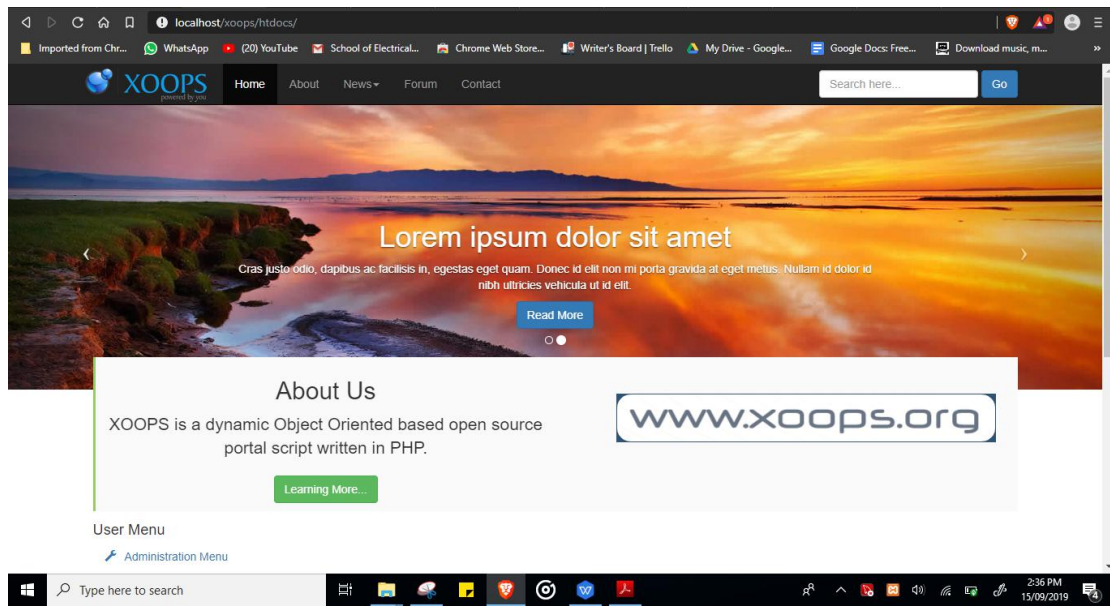 localhost/xoops/htdocs/
Imported from Chr... WhatsApp (20) YouTube School of Electrical... Chrome Web Store... Writer's Board | Trello My Drive - Google... Google Docs: Free... Download music, m... »
XOOPS
powered by you
Home About News Forum Contact Search here... Go
Lorem ipsum dolor sit amet
Cras justo odio, dapibus ac facilisis in, egestas eget quam. Donec id elit non mi porta gravida at eget metus. Nullam id dolor id
nibh ultricies vehicula ut id elit.
Read More
About Us
XOOPS is a dynamic Object Oriented based open source
portal script written in PHP.
Learning More...
www.xoops.org
User Menu
Administration Menu
Type here to search
2:36 PM
15/09/2019
4